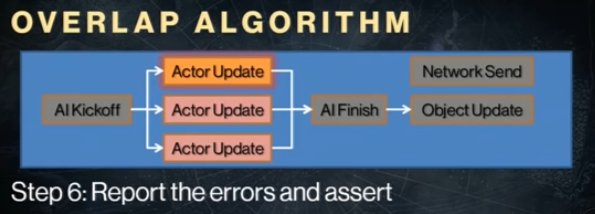 OVERLAP ALGORITHM
Actor Update
Network Send
AI Kickoff
Actor Update
AI Finish
Object Update
Actor Update
Step 6: Report the errors and assert